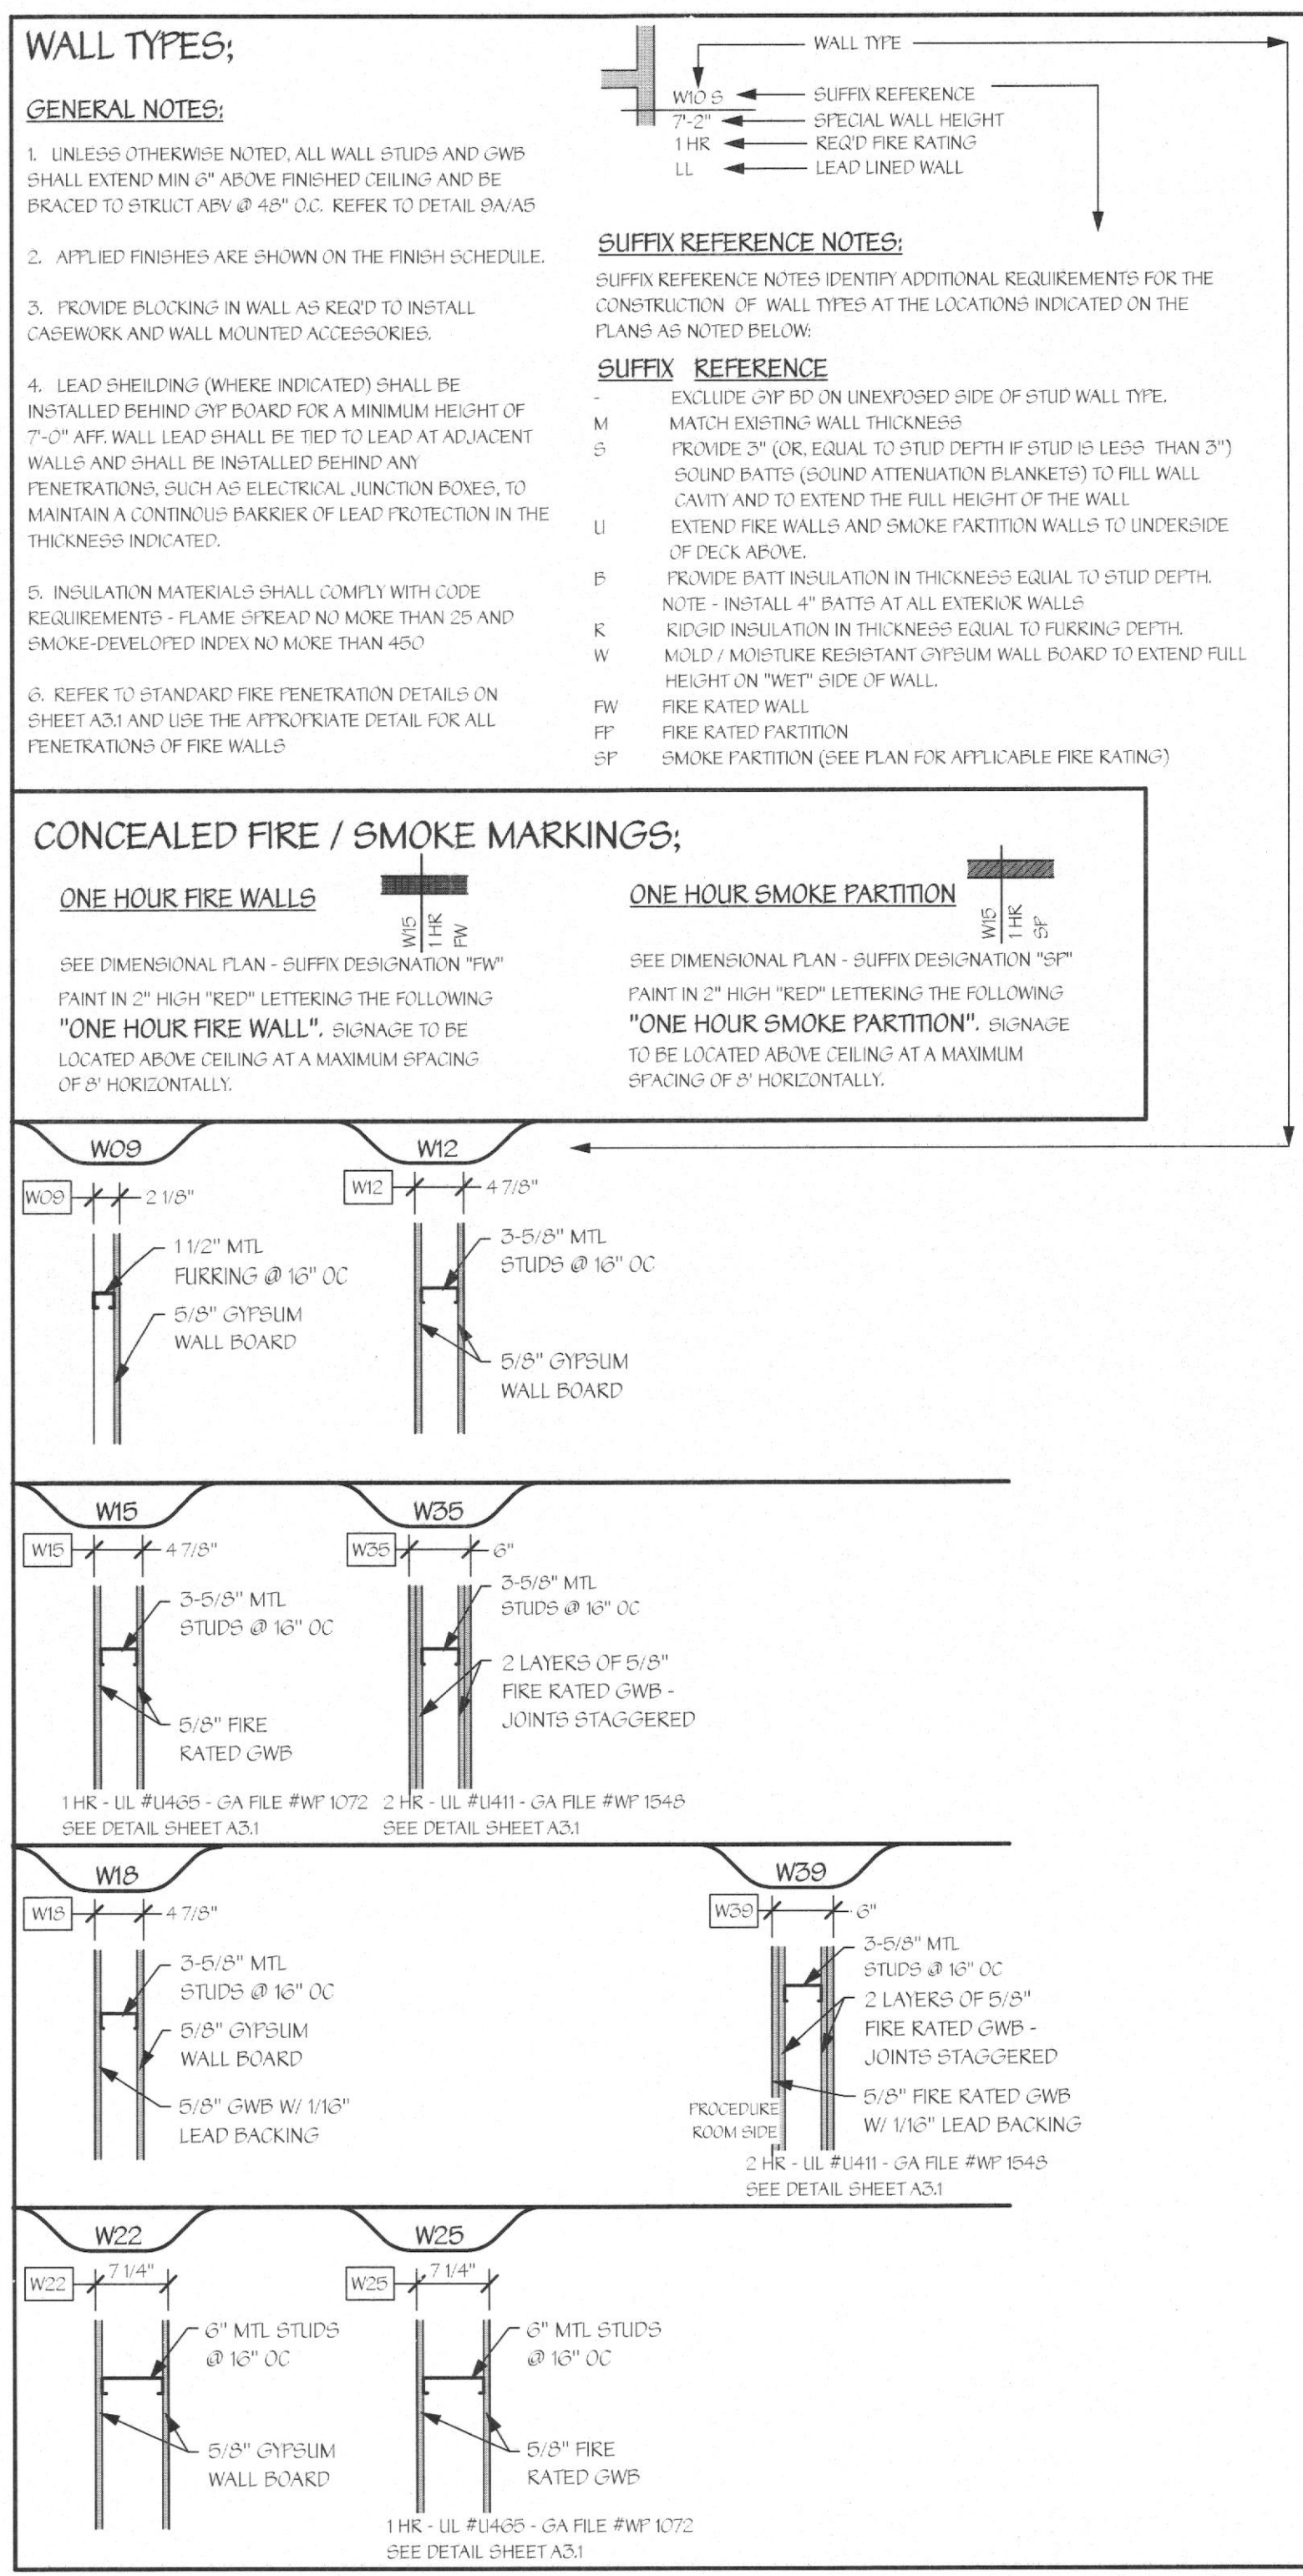 WALL TYPES;
GENERAL NOTES:
1. UNLESS OTHERWISE NOTED, ALL WALL STUDS AND GWB
SHALL EXTEND MIN 6" ABOVE FINISHED CEILING AND BE
BRACED TO STRUCT ABV @ 48" O.C. REFER TO DETAIL 9A/A5
2. APPLIED FINISHES ARE SHOWN ON THE FINISH SCHEDULE.
3. PROVIDE BLOCKING IN WALL AS REQ'D TO INSTALL
CASEWORK AND WALL MOUNTED ACCESSORIES.
4. LEAD SHEILDING (WHERE INDICATED) SHALL BE
INSTALLED BEHIND GYP BOARD FOR A MINIMUM HEIGHT OF
7'-0" AFF. WALL LEAD SHALL BE TIED TO LEAD AT ADJACENT
WALLS AND SHALL BE INSTALLED BEHIND ANY
PENETRATIONS, SUCH AS ELECTRICAL JUNCTION BOXES, TO
MAINTAIN A CONTINOUS BARRIER OF LEAD PROTECTION IN THE
THICKNESS INDICATED.
5. INSULATION MATERIALS SHALL COMPLY WITH CODE
REQUIREMENTS - FLAME SPREAD NO MORE THAN 25 AND
SMOKE-DEVELOPED INDEX NO MORE THAN 450
6. REFER TO STANDARD FIRE PENETRATION DETAILS ON
SHEET A3.1 AND USE THE APPROPRIATE DETAIL FOR ALL
PENETRATIONS OF FIRE WALLS
WALL TYPE
W10 S SUFFIX REFERENCE
7'-2" SPECIAL WALL HEIGHT
1 HR REQ'D FIRE RATING
LL LEAD LINED WALL
SUFFIX REFERENCE NOTES:
SUFFIX REFERENCE NOTES IDENTIFY ADDITIONAL REQUIREMENTS FOR THE
CONSTRUCTION OF WALL TYPES AT THE LOCATIONS INDICATED ON THE
PLANS AS NOTED BELOW:
SUFFIX REFERENCE
- EXCLUDE GYP BD ON UNEXPOSED SIDE OF STUD WALL TYPE.
M MATCH EXISTING WALL THICKNESS
S PROVIDE 3" (OR, EQUAL TO STUD DEPTH IF STUD IS LESS THAN 3")
SOUND BATTS (SOUND ATTENUATION BLANKETS) TO FILL WALL
CAVITY AND TO EXTEND THE FULL HEIGHT OF THE WALL
U EXTEND FIRE WALLS AND SMOKE PARTITION WALLS TO UNDERSIDE
OF DECK ABOVE.
B PROVIDE BATT INSULATION IN THICKNESS EQUAL TO STUD DEPTH.
NOTE - INSTALL 4" BATTS AT ALL EXTERIOR WALLS
R RIDGID INSULATION IN THICKNESS EQUAL TO FURRING DEPTH.
W MOLD / MOISTURE RESISTANT GYPSUM WALL BOARD TO EXTEND FULL
HEIGHT ON "WET" SIDE OF WALL.
FW FIRE RATED WALL
FP FIRE RATED PARTITION
SP SMOKE PARTITION (SEE PLAN FOR APPLICABLE FIRE RATING)
CONCEALED FIRE / SMOKE MARKINGS;
ONE HOUR FIRE WALLS
W15
1 HR
FW
SEE DIMENSIONAL PLAN - SUFFIX DESIGNATION "FW"
PAINT IN 2" HIGH "RED" LETTERING THE FOLLOWING
"ONE HOUR FIRE WALL". SIGNAGE TO BE
LOCATED ABOVE CEILING AT A MAXIMUM SPACING
OF 8' HORIZONTALLY.
ONE HOUR SMOKE PARTITION
W15
1 HR
SP
SEE DIMENSIONAL PLAN - SUFFIX DESIGNATION "SP"
PAINT IN 2" HIGH "RED" LETTERING THE FOLLOWING
"ONE HOUR SMOKE PARTITION". SIGNAGE
TO BE LOCATED ABOVE CEILING AT A MAXIMUM
SPACING OF 8' HORIZONTALLY.
W09
W09 2 1/8"
1 1/2" MTL
FURRING @ 16" OC
5/8" GYPSUM
WALL BOARD
W12
W12 4 7/8"
3-5/8" MTL
STUDS @ 16" OC
5/8" GYPSUM
WALL BOARD
W15
W15 4 7/8"
3-5/8" MTL
STUDS @ 16" OC
5/8" FIRE
RATED GWB
1 HR - UL #U465 - GA FILE #WP 1072
SEE DETAIL SHEET A3.1
W35
W35 6"
3-5/8" MTL
STUDS @ 16" OC
2 LAYERS OF 5/8"
FIRE RATED GWB -
JOINTS STAGGERED
2 HR - UL #U411 - GA FILE #WP 1548
SEE DETAIL SHEET A3.1
W18
W18 4 7/8"
3-5/8" MTL
STUDS @ 16" OC
5/8" GYPSUM
WALL BOARD
5/8" GWB W/ 1/16"
LEAD BACKING
W39
W39 6"
3-5/8" MTL
STUDS @ 16" OC
2 LAYERS OF 5/8"
FIRE RATED GWB -
JOINTS STAGGERED
5/8" FIRE RATED GWB
W/ 1/16" LEAD BACKING
PROCEDURE
ROOM SIDE
2 HR - UL #U411 - GA FILE #WP 1548
SEE DETAIL SHEET A3.1
W22
W22 7 1/4"
6" MTL STUDS
@ 16" OC
5/8" GYPSUM
WALL BOARD
W25
W25 7 1/4"
6" MTL STUDS
@ 16" OC
5/8" FIRE
RATED GWB
1 HR - UL #U465 - GA FILE #WP 1072
SEE DETAIL SHEET A3.1